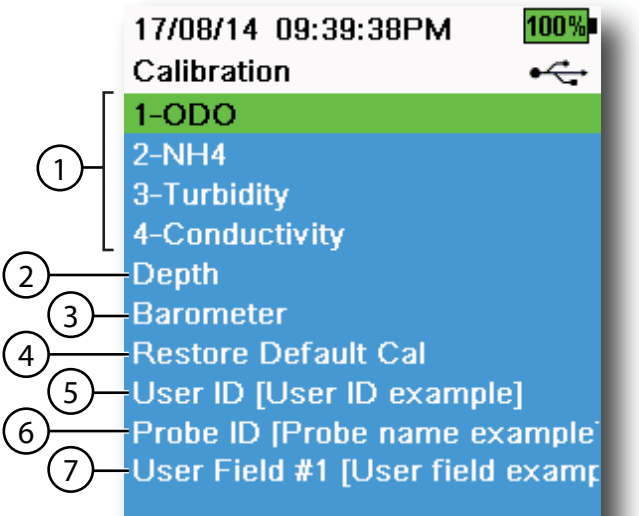 17/08/14 09:39:38PM 100%
Calibration
1-ODO
2-NH4
3-Turbidity
4-Conductivity
Depth
Barometer
Restore Default Cal
User ID [User ID example]
Probe ID [Probe name example
User Field #1 [User field examp
1
2
3
4
5
6
7